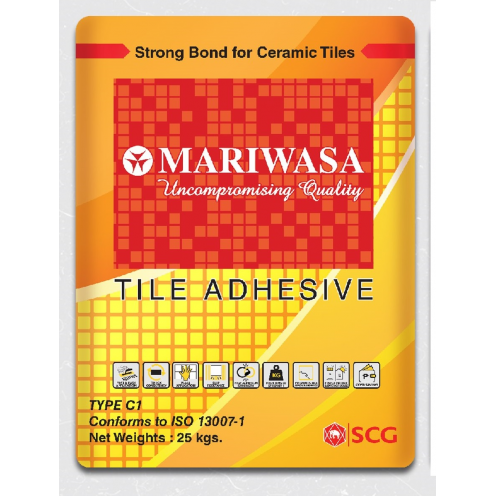 Strong Bond for Ceramic Tiles
MARIWASA
Uncompromising Quality
TILE ADHESIVE
TYPE C1
Conforms to ISO 13007-1
Net Weights : 25 kgs.
SCG